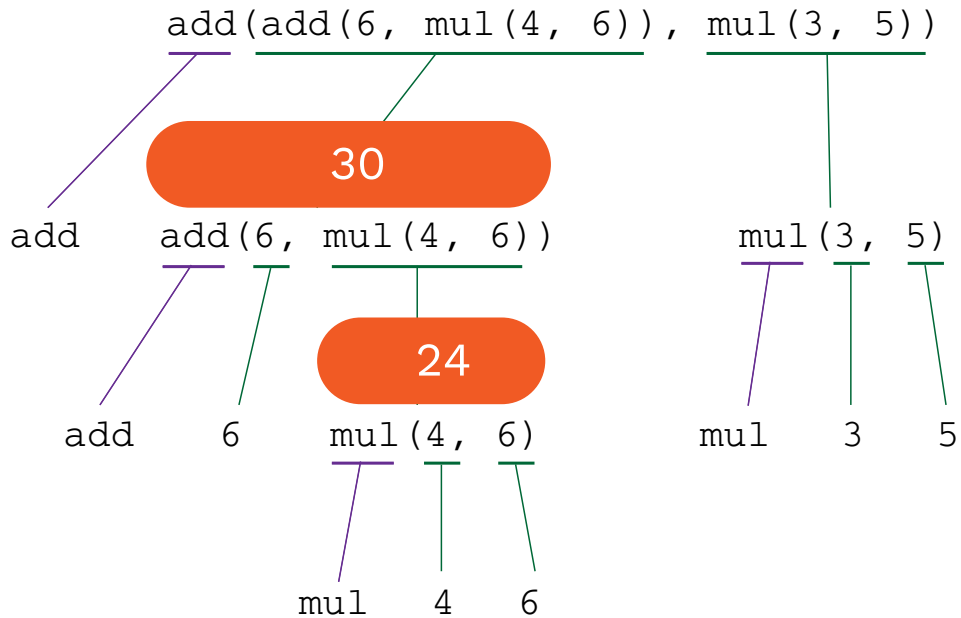 add(add(6, mul(4, 6)), mul(3, 5))
30
add add(6, mul(4, 6)) mul(3, 5)
24
add 6 mul(4, 6) mul 3 5
mul 4 6